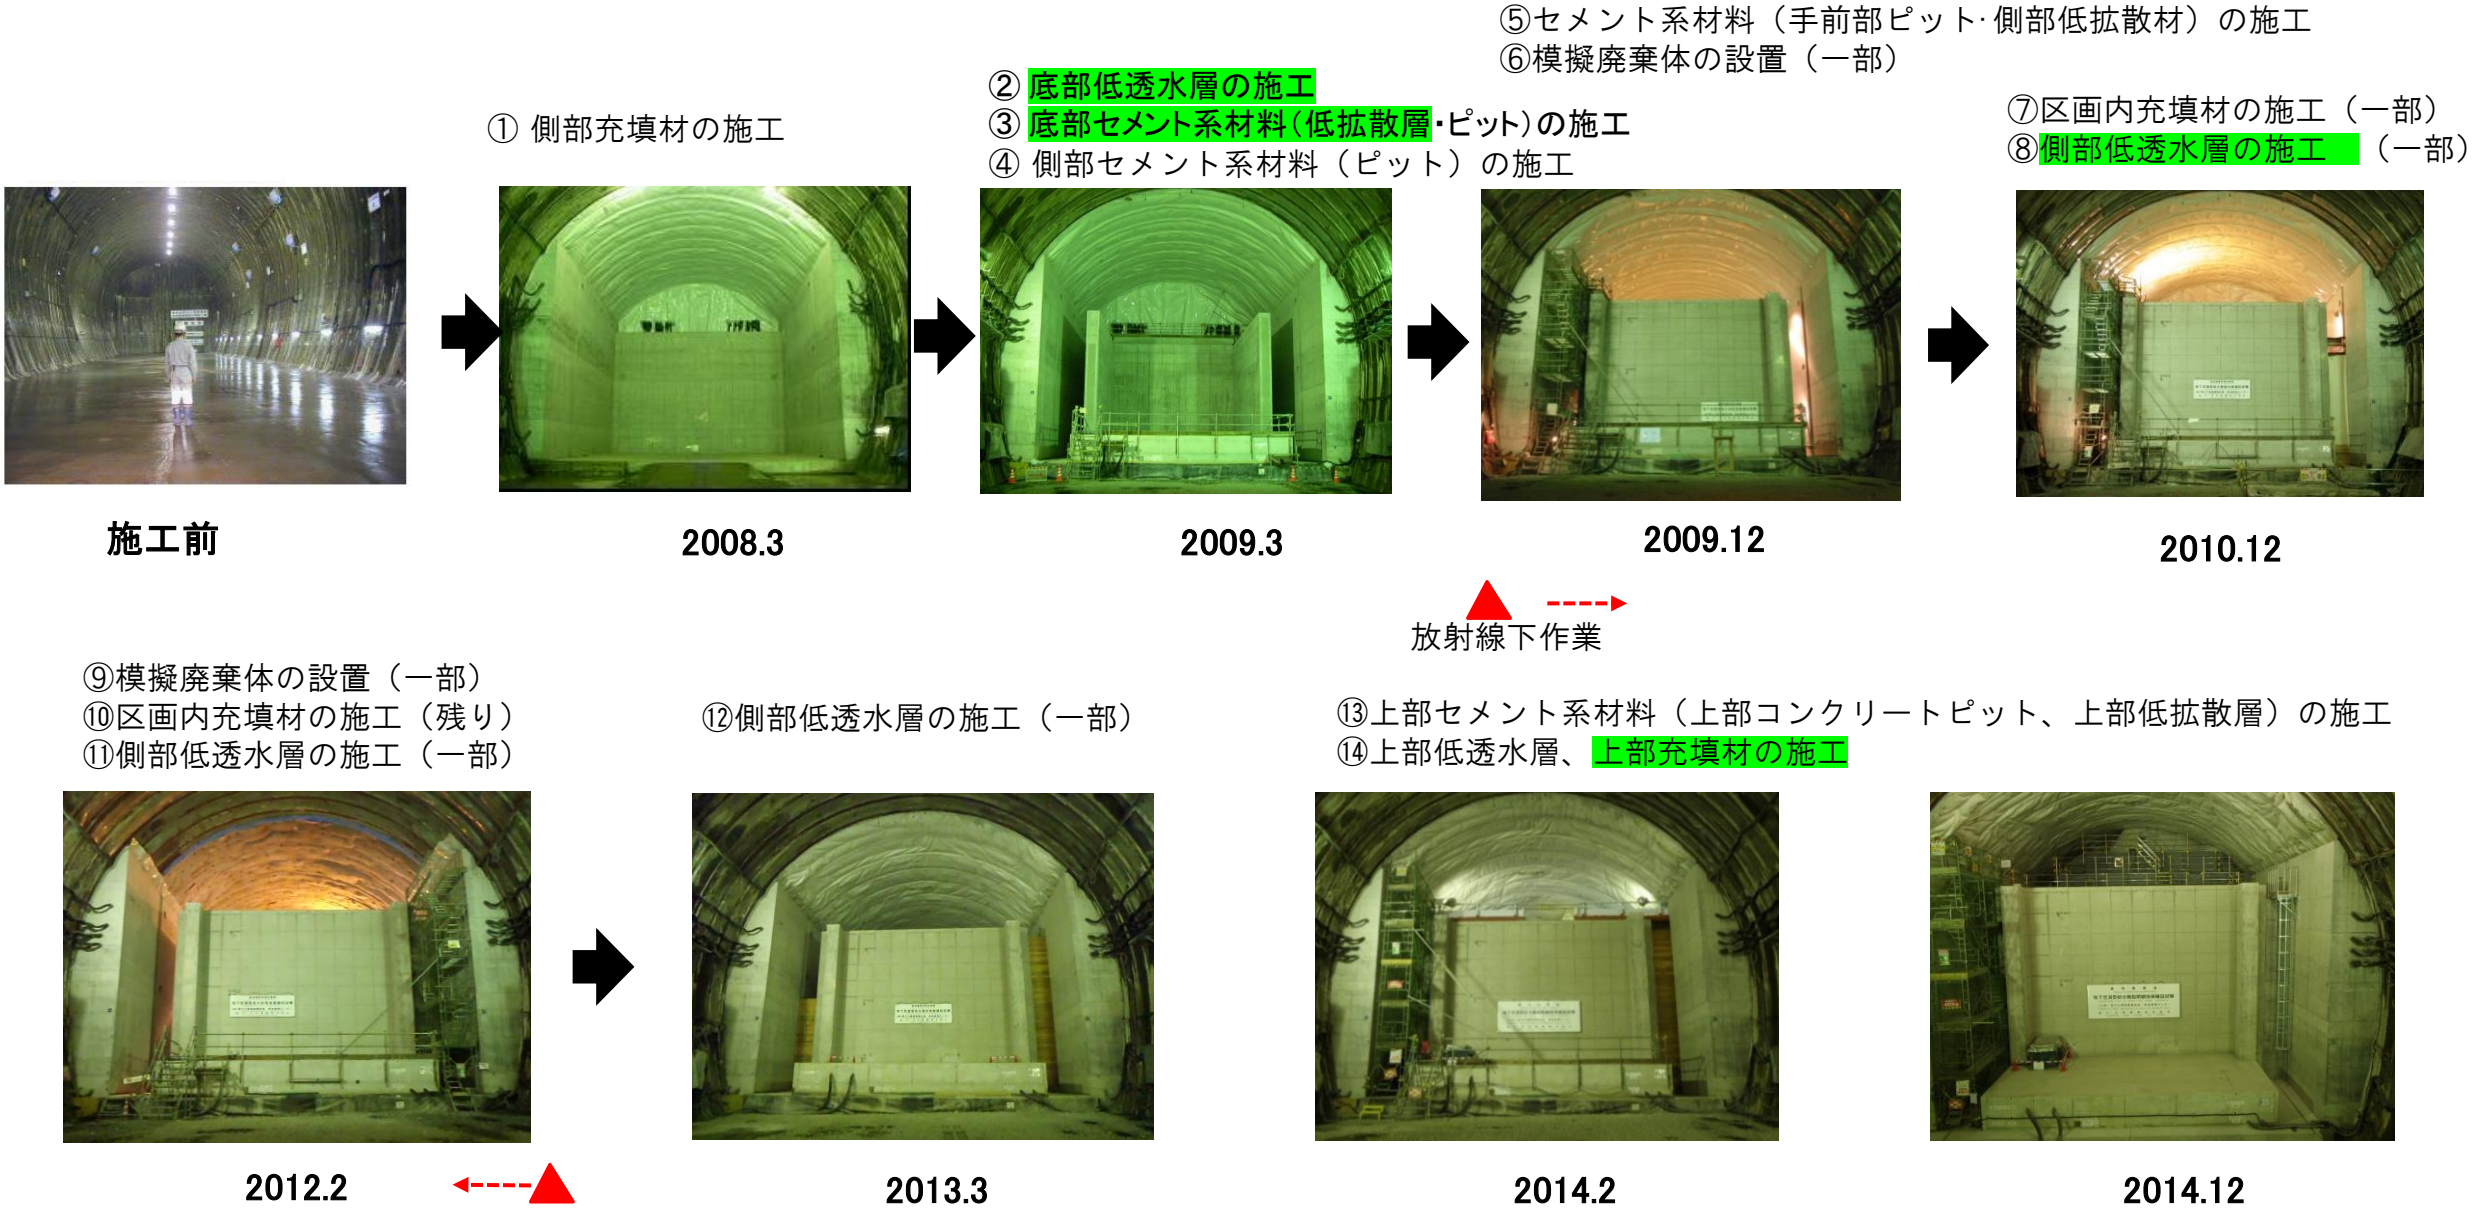 ① 側部充填材の施工
② 底部低透水層の施工
③ 底部セメント系材料(低拡散層・ピット)の施工
④ 側部セメント系材料（ピット）の施工
⑤セメント系材料（手前部ピット･側部低拡散材）の施工
⑥模擬廃棄体の設置（一部）
⑦区画内充填材の施工（一部）
⑧側部低透水層の施工　（一部）
施工前
2008.3
2009.3
2009.12
2010.12
放射線下作業
⑨模擬廃棄体の設置（一部）
⑩区画内充填材の施工（残り）
⑪側部低透水層の施工（一部）
⑫側部低透水層の施工（一部）
⑬上部セメント系材料（上部コンクリートピット、上部低拡散層）の施工
⑭上部低透水層、上部充填材の施工
2012.2
2013.3
2014.2
2014.12